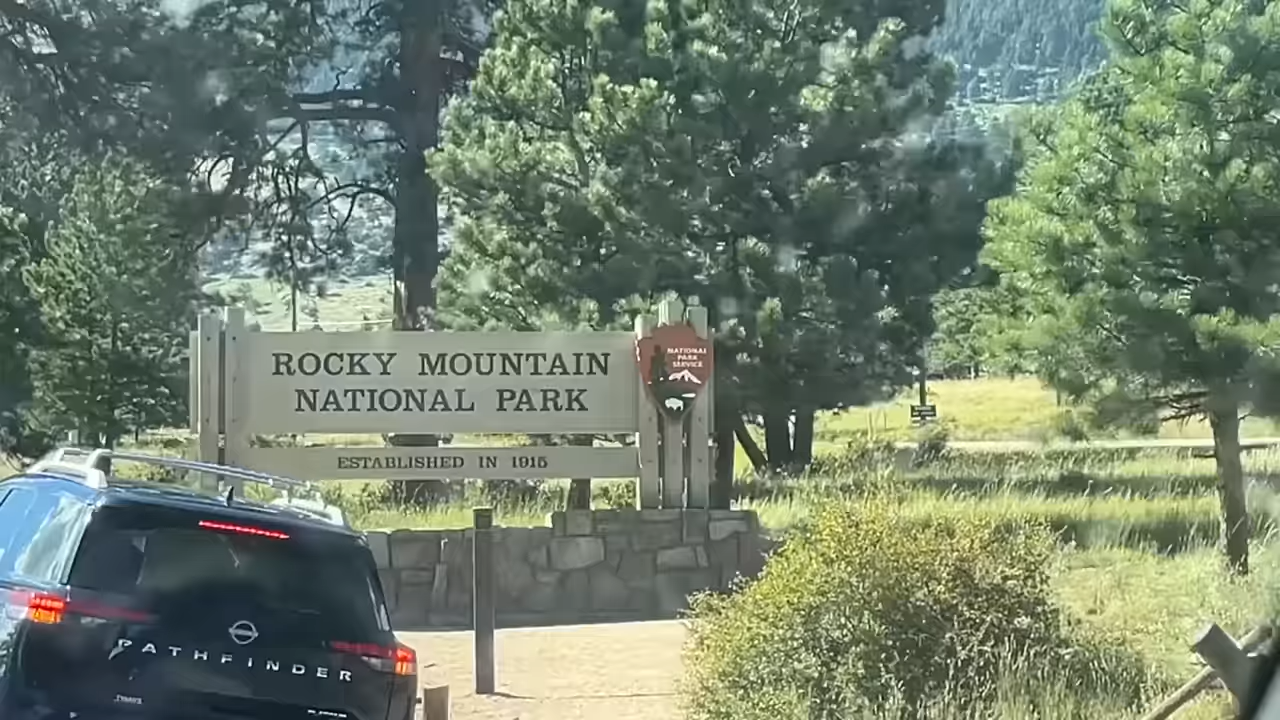 ROCKY MOUNTAIN
NATIONAL PARK
ESTABLISHED IN 1915
NATIONAL
PARK
SERVICE
PATHFINDER